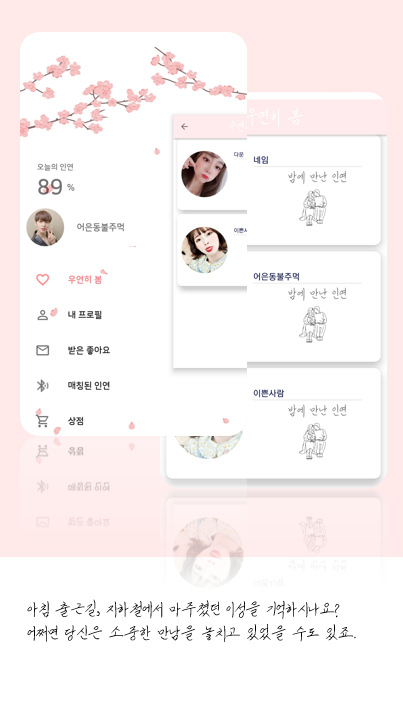 오늘의 인연
89 %
어은동불주먹
우연히 봄
내 프로필
받은 좋아요
매칭된 인연
상점
우연히 봄
다운
이쁜사
네임
밤에 만난 인연
어은동불주먹
밤에 만난 인연
이쁜사람
밤에 만난 인연
아침 출근길, 지하철에서 마주쳤던 이성을 기억하시나요?
어쩌면 당신은 소중한 만남을 놓치고 있었을 수도 있죠.